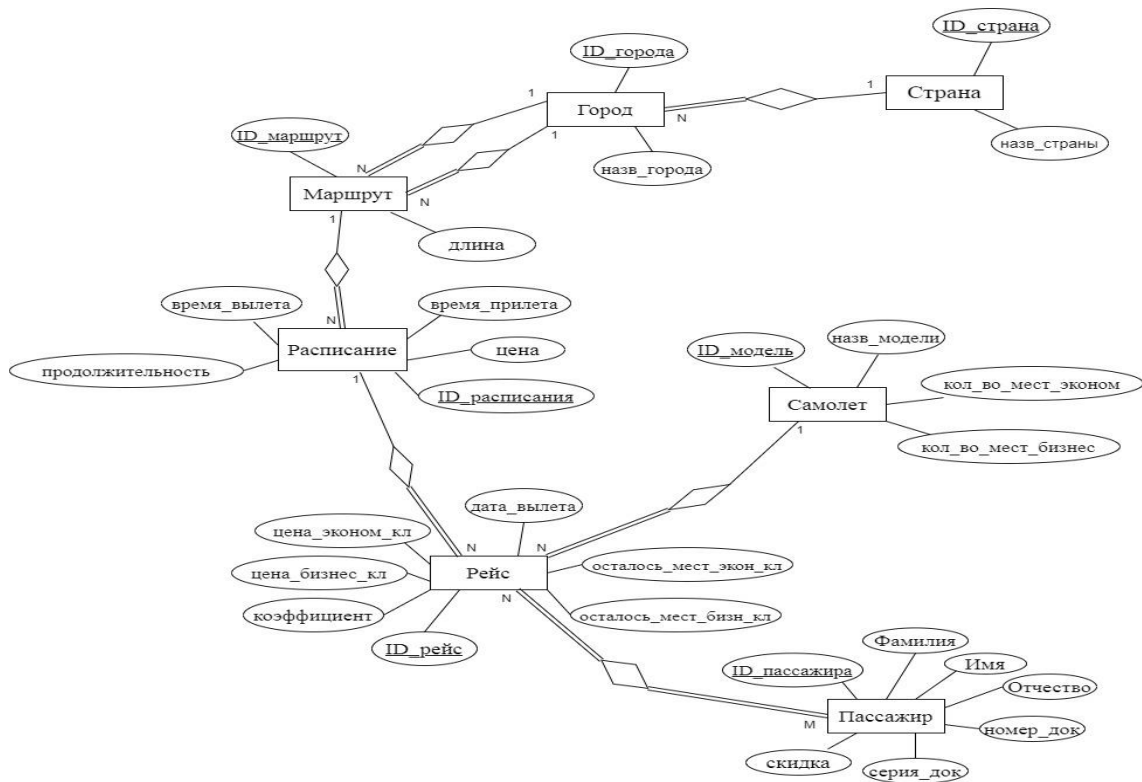 ID_страна
ID_города
1
Страна
1
Город
N
1
ID_маршрут
назв_страны
N
назв_города
Маршрут
N
1
длина
время_вылета
время_прилета
N
назв_модели
Расписание
цена
ID_модель
продолжительность
1
ID_расписания
кол_во_мест_эконом
Самолет
1
кол_во_мест_бизнес
дата_вылета
цена_эконом_кл
N
N
осталось_мест_экон_кл
цена_бизнес_кл
Рейс
N
коэффициент
осталось_мест_бизн_кл
ID_рейс
Фамилия
ID_пассажира
Имя
Отчество
Пассажир
M
номер_док
скидка
серия_док